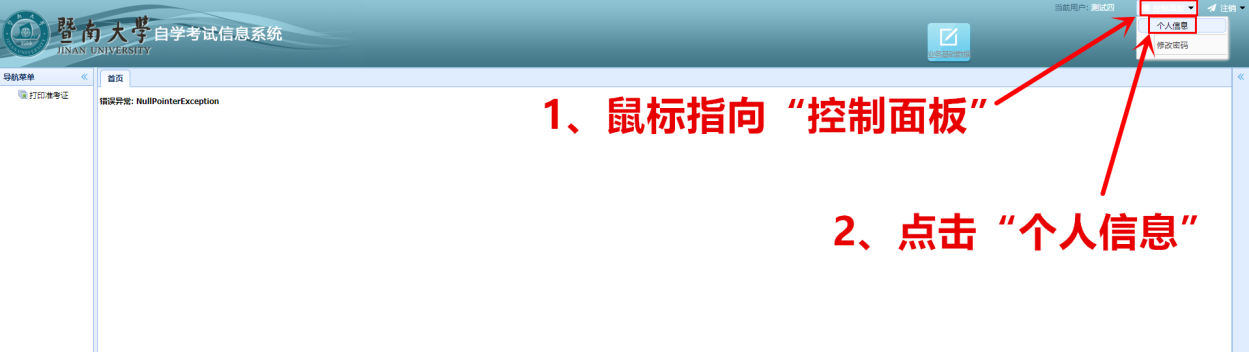 当前用户: 测试四
注销
暨南大学自学考试信息系统
JINAN UNIVERSITY
个人信息
修改密码
导航菜单
首页
打印准考证
错误异常: NullPointerException
1、鼠标指向“控制面板”
2、点击“个人信息”